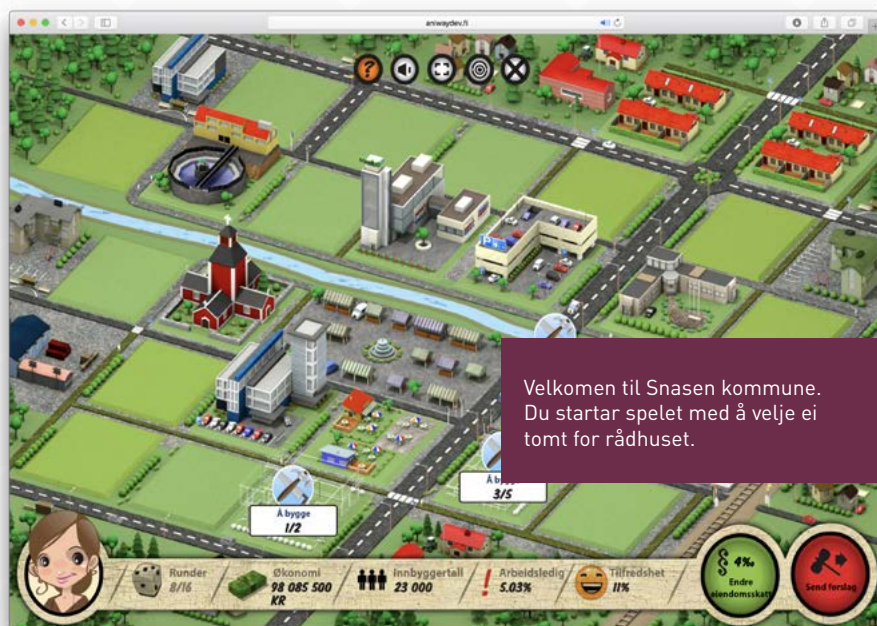 aniwaydev.fi
?
P
Velkomen til Snasen kommune.
Du startar spelet med å velje ei
tomt for rådhuset.
Å bygge
1/2
Å bygge
3/5
Runder
8/16
Økonomi
98 085 500
KR
Innbyggertall
23 000
Arbeidsledig
5.03%
Tilfredshet
11%
§ 4‰
Endre
eiendomsskatt
Send forslag